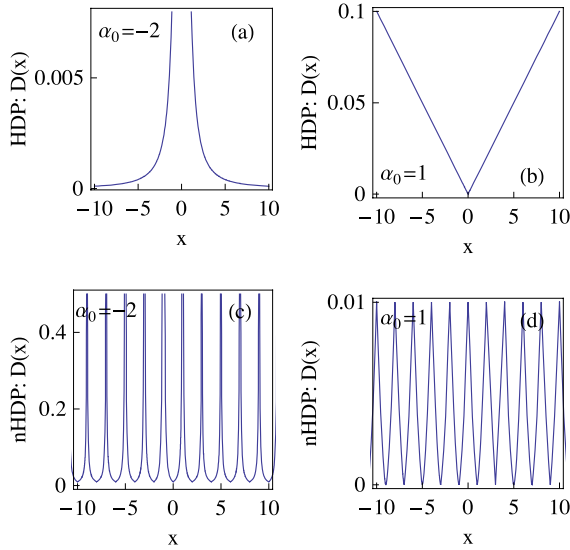 α₀=−2
(a)
0.005
0
HDP: D(x)
−10 −5 0 5 10
x
0.1
0.05
0
HDP: D(x)
α₀=1
(b)
−10 −5 0 5 10
x
α₀=−2
(c)
0.4
0.2
0
nHDP: D(x)
−10 −5 0 5 10
x
0.01
α₀=1
(d)
0
nHDP: D(x)
−10 −5 0 5 10
x